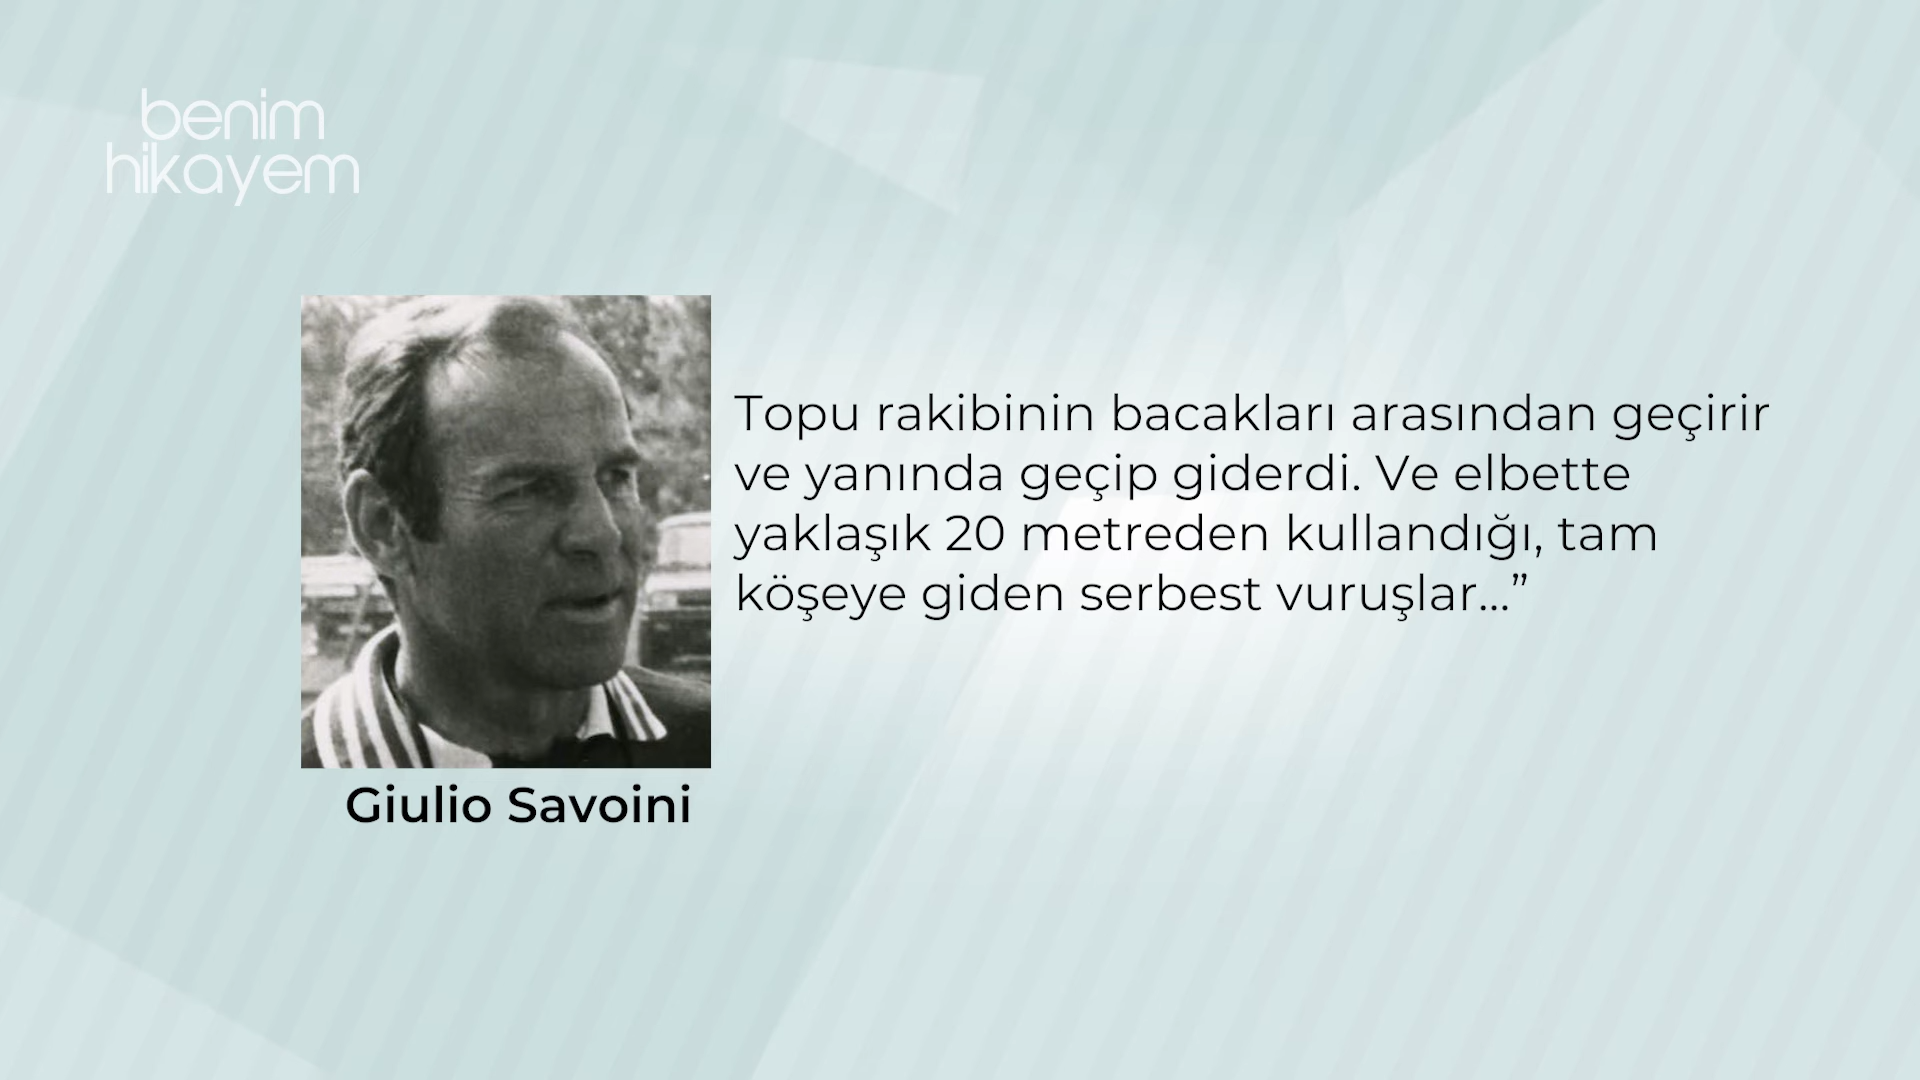 benim
hikayem
Topu rakibinin bacakları arasından geçirir
ve yanında geçip giderdi. Ve elbette
yaklaşık 20 metreden kullandığı, tam
köşeye giden serbest vuruşlar...”
Giulio Savoini